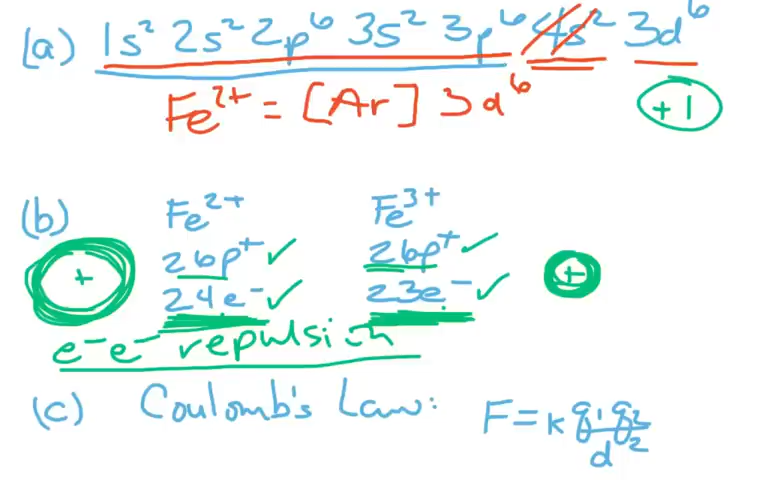 (a) 1s² 2s² 2p⁶ 3s² 3p⁶ 4s² 3d⁶
Fe²⁺ = [Ar] 3d⁶
+1
(b) Fe²⁺ Fe³⁺
26p⁺ ✓ 26p⁺ ✓
+ +
24e⁻ ✓ 23e⁻ ✓
e⁻e⁻ repulsion
(c) Coulomb's Law: F = k q₁q₂/d²